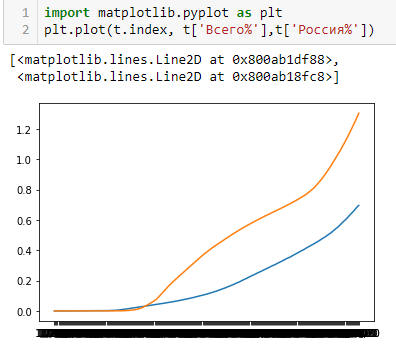 1 import matplotlib.pyplot as plt
2 plt.plot(t.index, t['Всего%'],t['Россия%'])
[<matplotlib.lines.Line2D at 0x800ab1df88>,
<matplotlib.lines.Line2D at 0x800ab18fc8>]
1.2
1.0
0.8
0.6
0.4
0.2
0.0